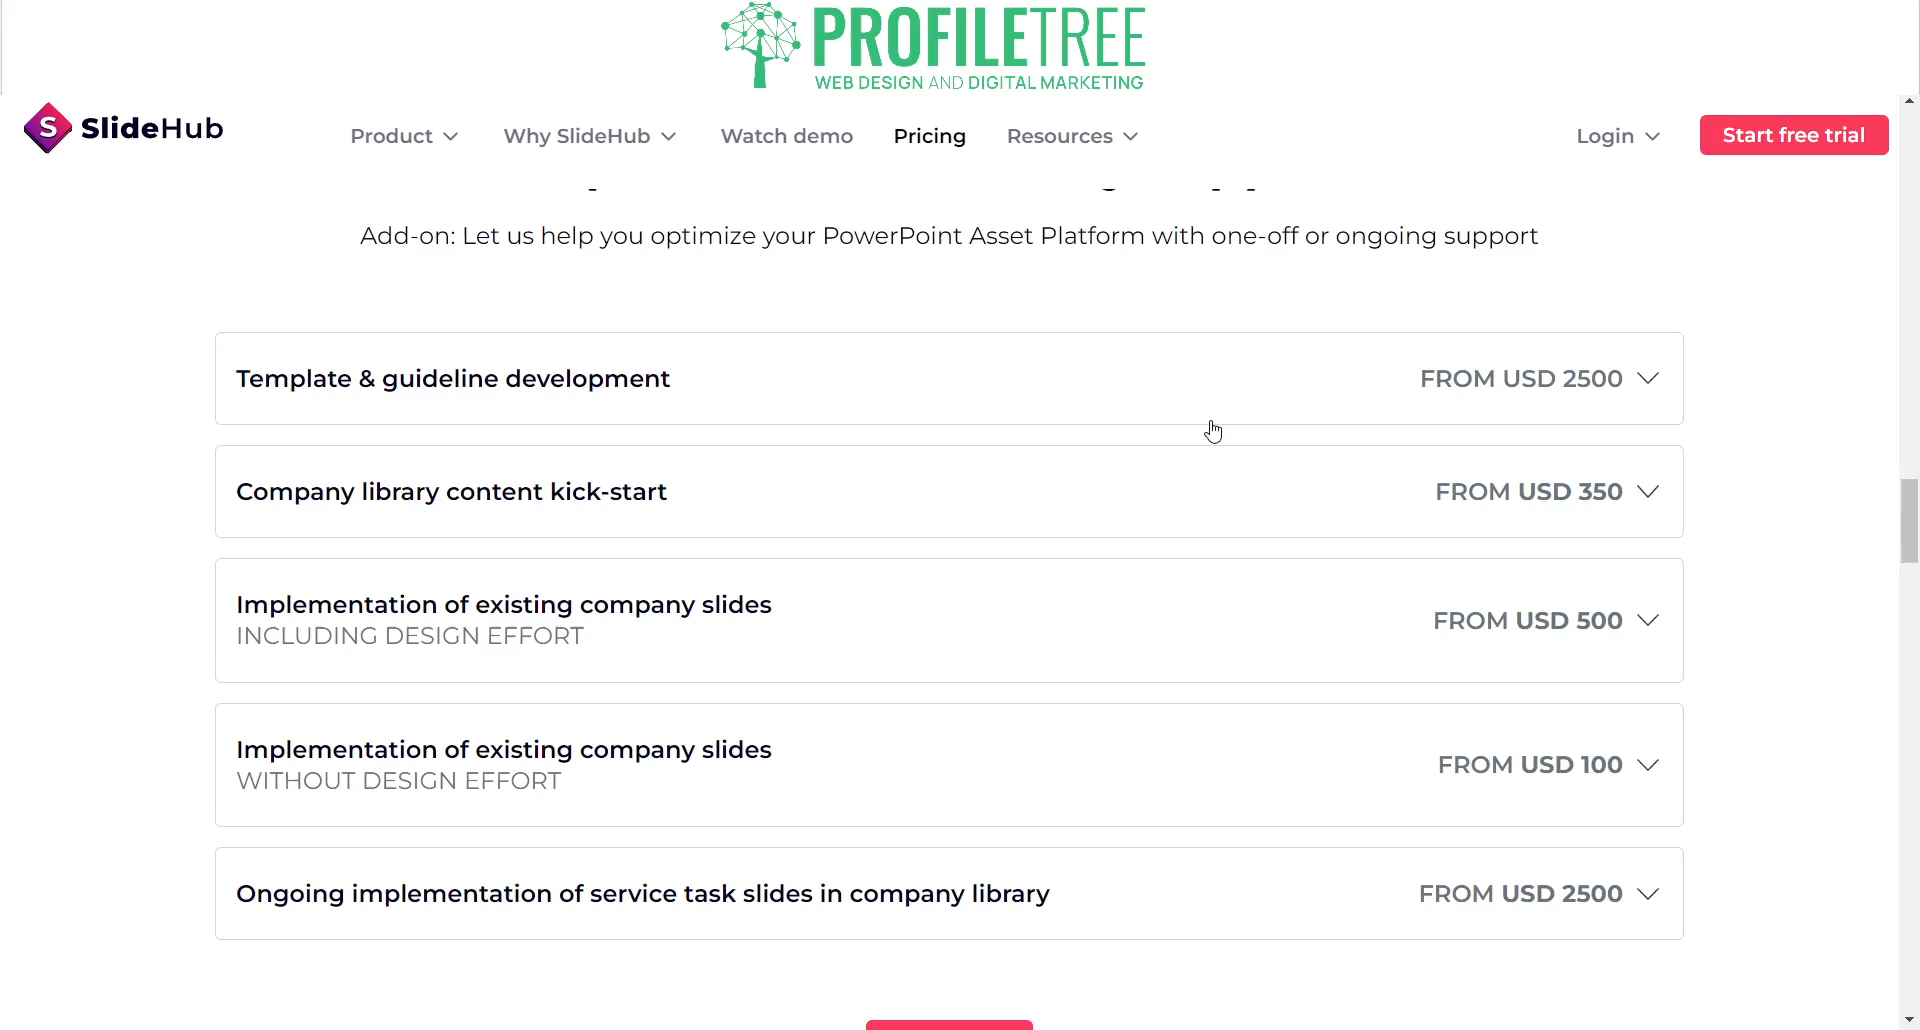 PROFILETREE
WEB DESIGN AND DIGITAL MARKETING
S SlideHub
Product
Why SlideHub
Watch demo
Pricing
Resources
Login
Start free trial
Add-on: Let us help you optimize your PowerPoint Asset Platform with one-off or ongoing support
Template & guideline development
FROM USD 2500
Company library content kick-start
FROM USD 350
Implementation of existing company slides
INCLUDING DESIGN EFFORT
FROM USD 500
Implementation of existing company slides
WITHOUT DESIGN EFFORT
FROM USD 100
Ongoing implementation of service task slides in company library
FROM USD 2500